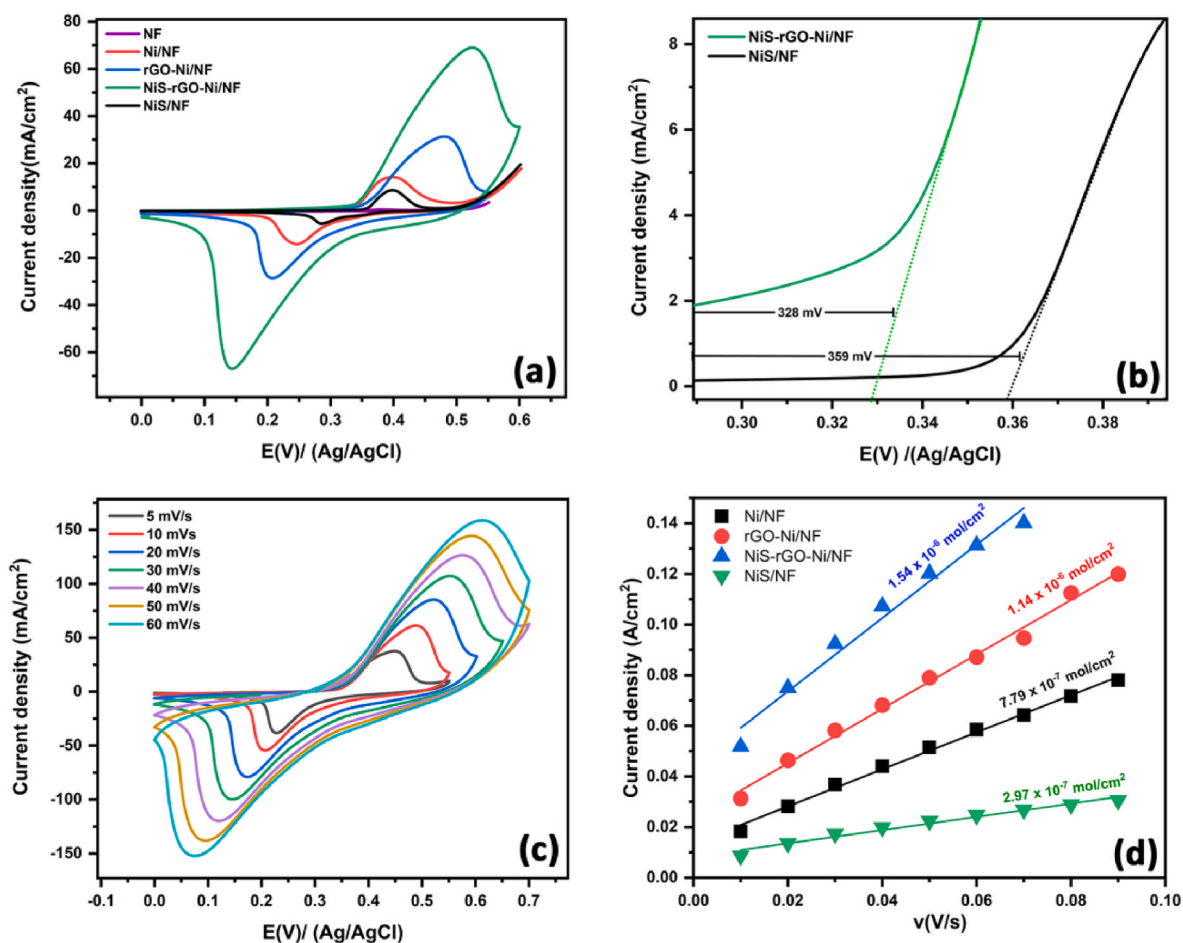 NF
Ni/NF
rGO-Ni/NF
NiS-rGO-Ni/NF
NiS/NF
80
60
40
20
0
-20
-40
-60
Current density(mA/cm²)
0.0 0.1 0.2 0.3 0.4 0.5 0.6
E(V)/ (Ag/AgCl)
(a)
NiS-rGO-Ni/NF
NiS/NF
8
6
4
2
0
Current density (mA/cm²)
328 mV
359 mV
0.30 0.32 0.34 0.36 0.38
E(V) /(Ag/AgCl)
(b)
5 mV/s
10 mVs
20 mV/s
30 mV/s
40 mV/s
50 mV/s
60 mV/s
150
100
50
0
-50
-100
-150
Current density (mA/cm²)
-0.1 0.0 0.1 0.2 0.3 0.4 0.5 0.6 0.7
E(V)/ (Ag/AgCl)
(c)
Ni/NF
rGO-Ni/NF
NiS-rGO-Ni/NF
NiS/NF
1.54 x 10⁻⁶ mol/cm²
1.14 x 10⁻⁶ mol/cm²
7.79 x 10⁻⁷ mol/cm²
2.97 x 10⁻⁷ mol/cm²
0.14
0.12
0.10
0.08
0.06
0.04
0.02
0.00
Current density (A/cm²)
0.00 0.02 0.04 0.06 0.08 0.10
v(V/s)
(d)